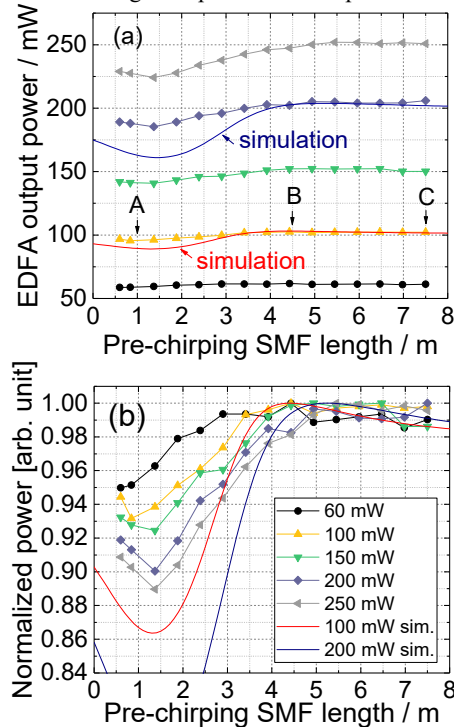 (a)
EDFA output power / mW
250
200
150
100
50
simulation
A
B
C
simulation
0 1 2 3 4 5 6 7 8
Pre-chirping SMF length / m
(b)
Normalized power [arb. unit]
1.00
0.98
0.96
0.94
0.92
0.90
0.88
0.86
0.84
60 mW
100 mW
150 mW
200 mW
250 mW
100 mW sim.
200 mW sim.
0 1 2 3 4 5 6 7 8
Pre-chirping SMF length / m